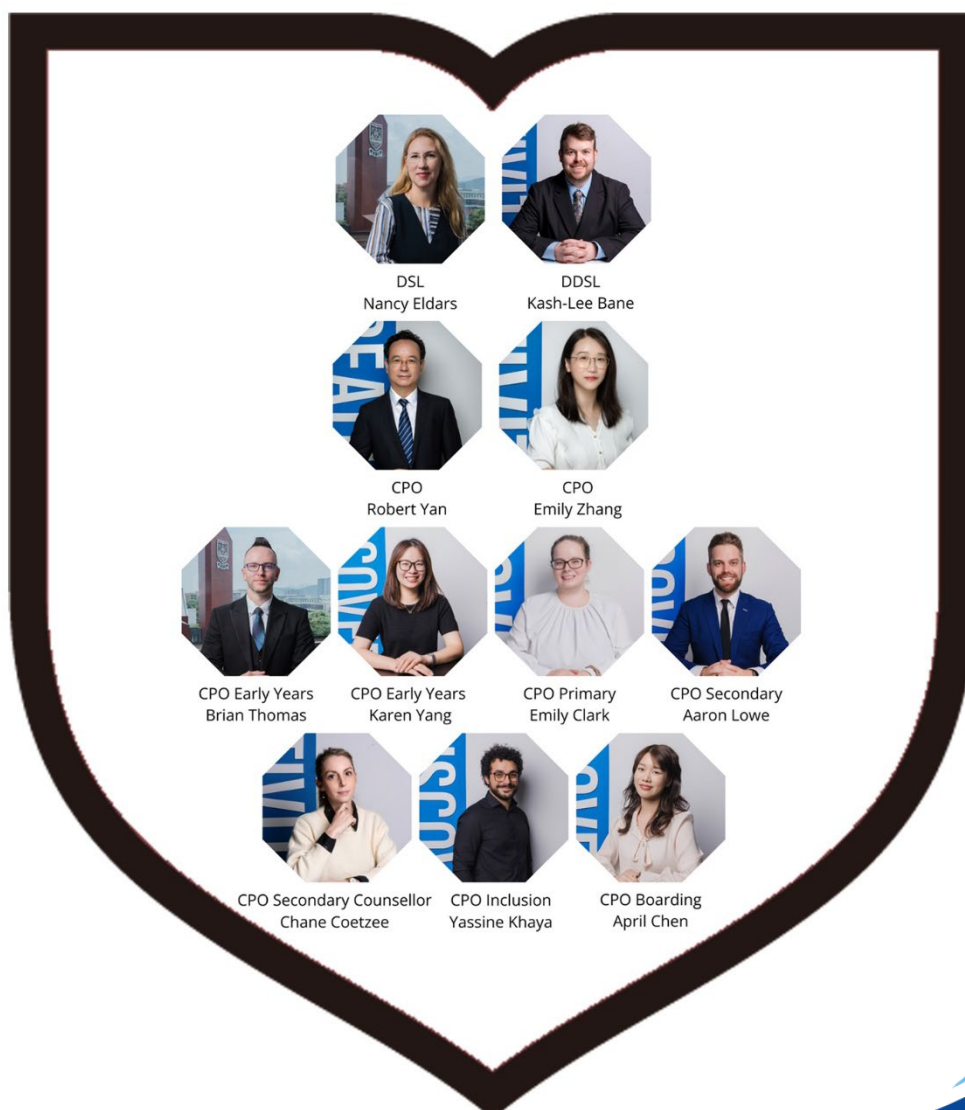 DSL
Nancy Eldars
DDSL
Kash-Lee Bane
CPO
Robert Yan
CPO
Emily Zhang
CPO Early Years
Brian Thomas
CPO Early Years
Karen Yang
CPO Primary
Emily Clark
CPO Secondary
Aaron Lowe
CPO Secondary Counsellor
Chane Coetzee
CPO Inclusion
Yassine Khaya
CPO Boarding
April Chen